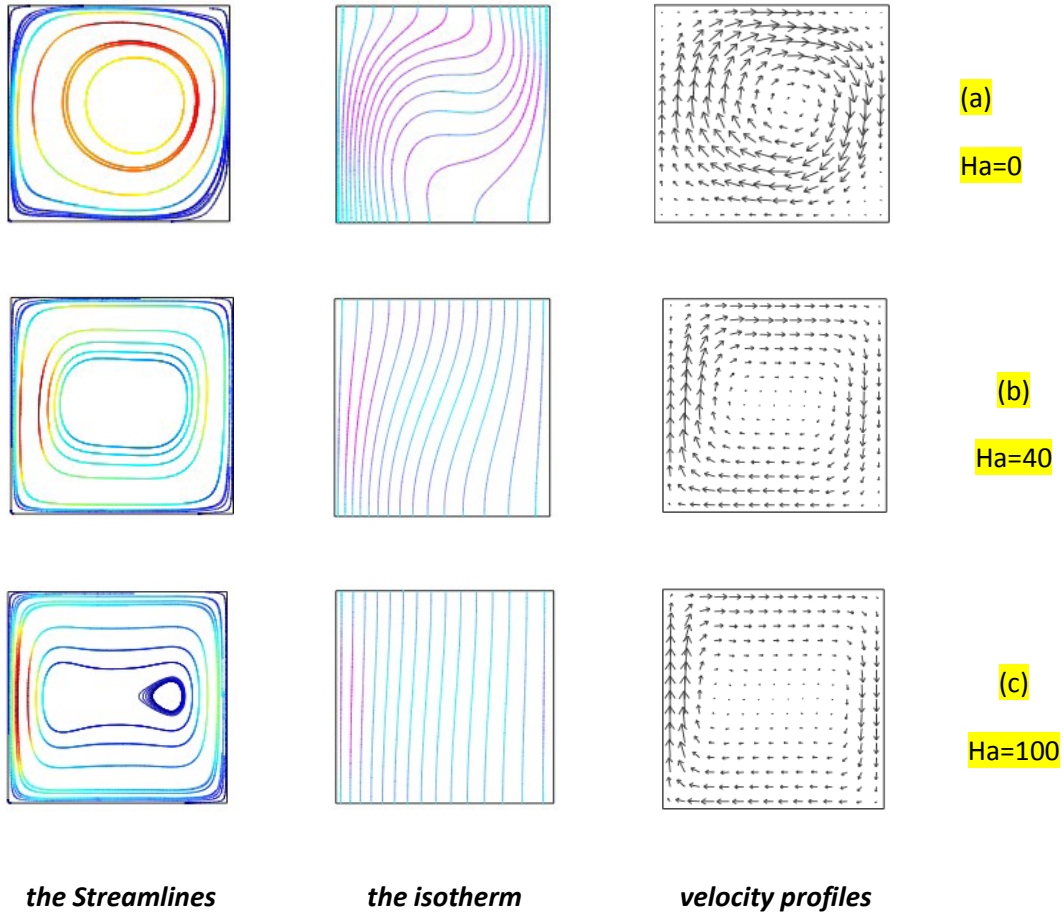 (a)
Ha=0
(b)
Ha=40
(c)
Ha=100
the Streamlines
the isotherm
velocity profiles